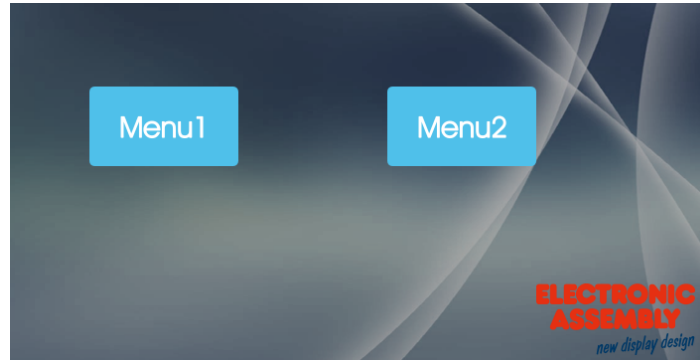 Menu1
Menu2
ELECTRONIC
ASSEMBLY
new display design